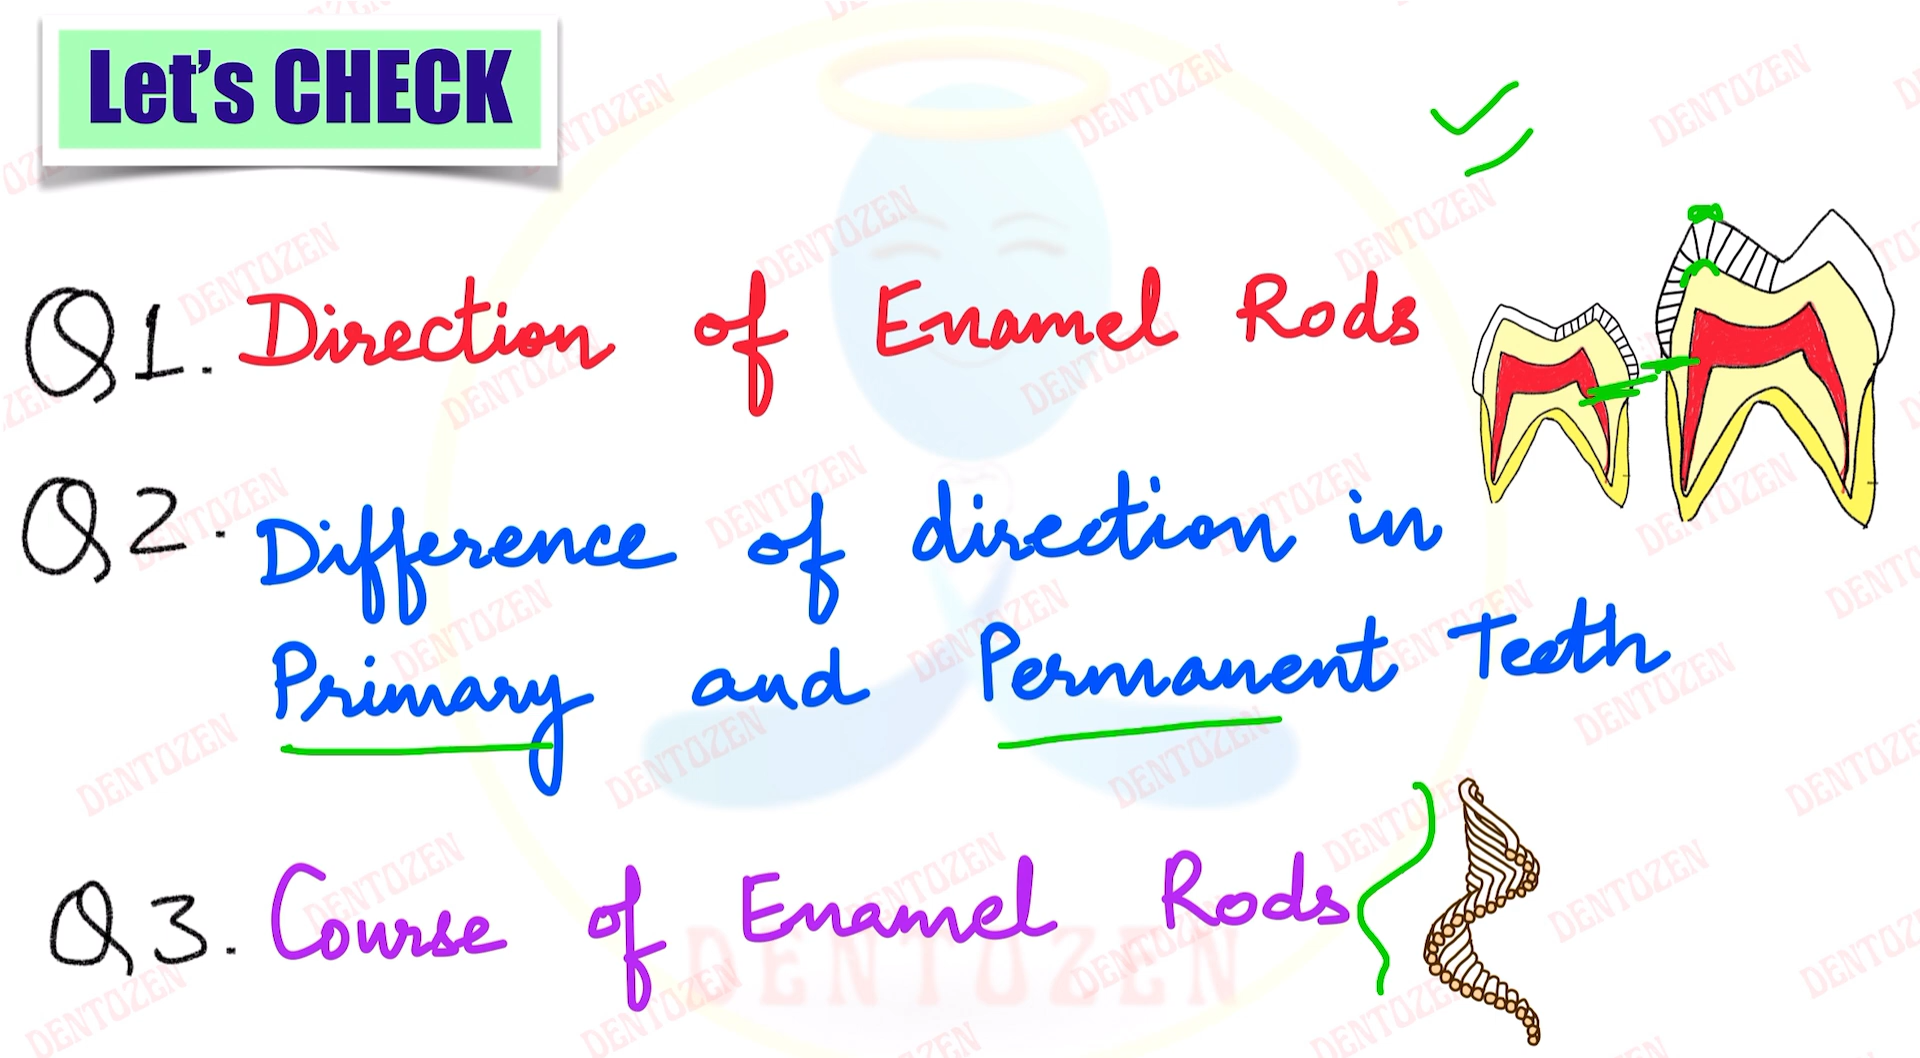 Let's CHECK
Q1. Direction of Enamel Rods
Q2. Difference of direction in
Primary and Permanent Teeth
Q3. Course of Enamel Rods
DENTOZEN